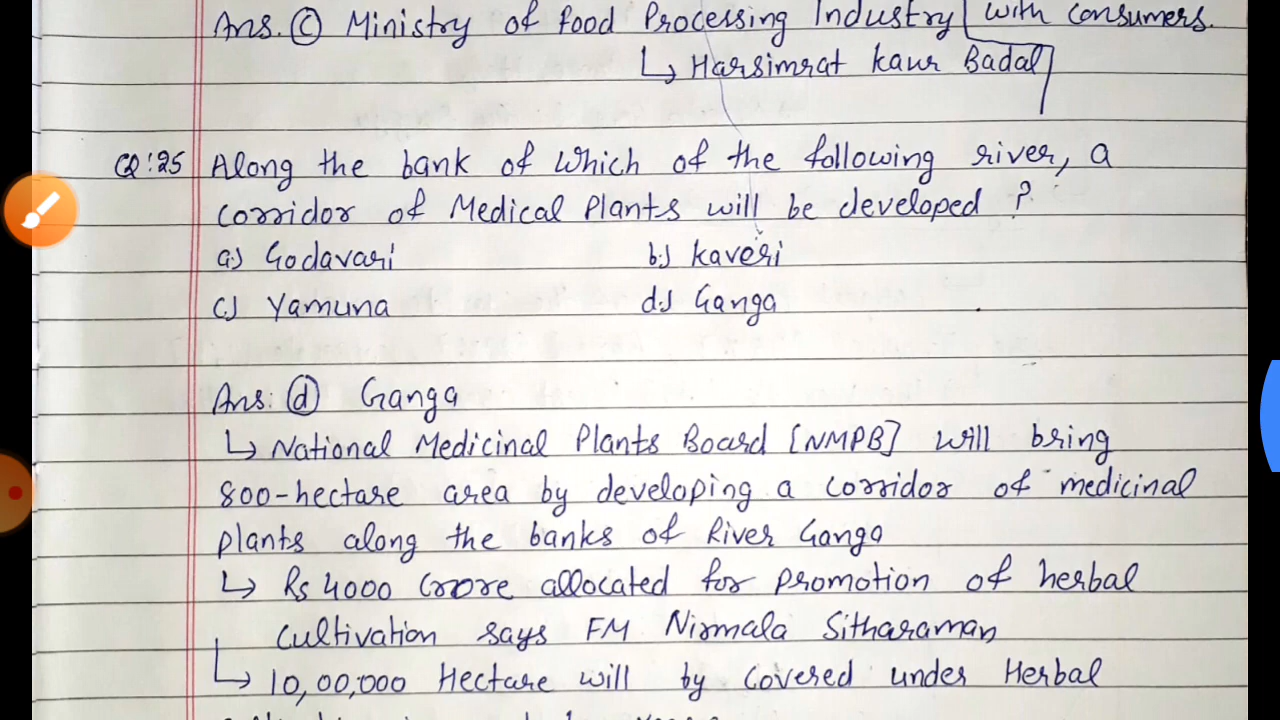 Ans. (c) Ministry of food Processing Industry with consumers.
↳ Harsimrat kaur Badal
Q:25 Along the bank of which of the following river, a
corridor of Medical Plants will be developed ?
a) Godavari b) kaveri
c) Yamuna d) Ganga
Ans. (d) Ganga
↳ National Medicinal Plants Board [NMPB] will bring
800-hectare area by developing a corridor of medicinal
plants along the banks of River Ganga
↳ Rs 4000 Crore allocated for promotion of herbal
Cultivation says FM Nirmala Sitharaman
↳ 10,00,000 Hectare will by Covered under Herbal